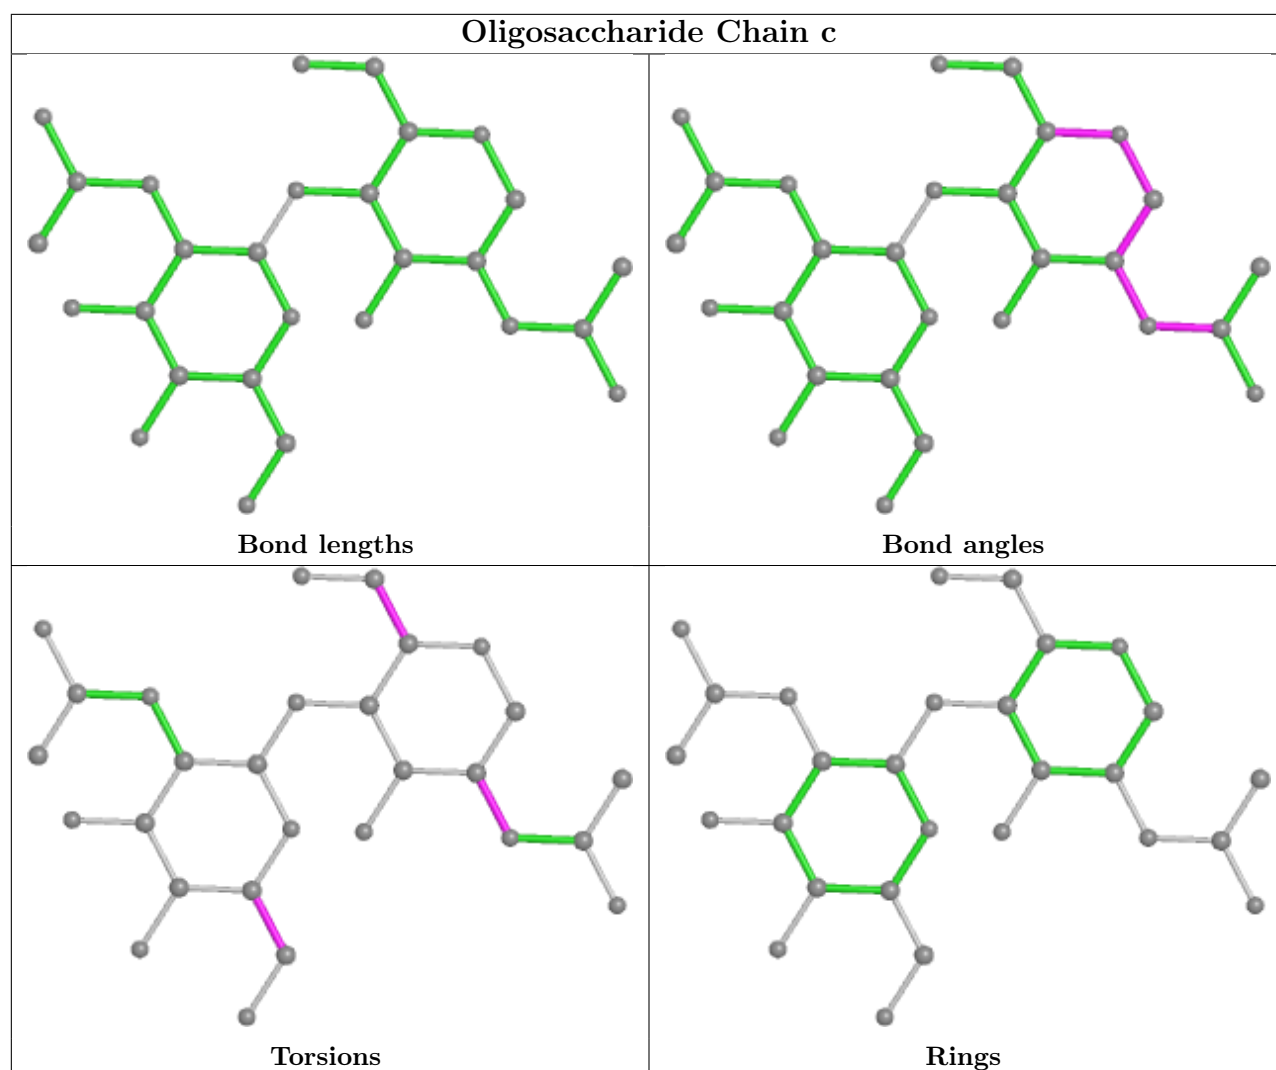 Oligosaccharide Chain c
Bond lengths
Bond angles
Torsions
Rings